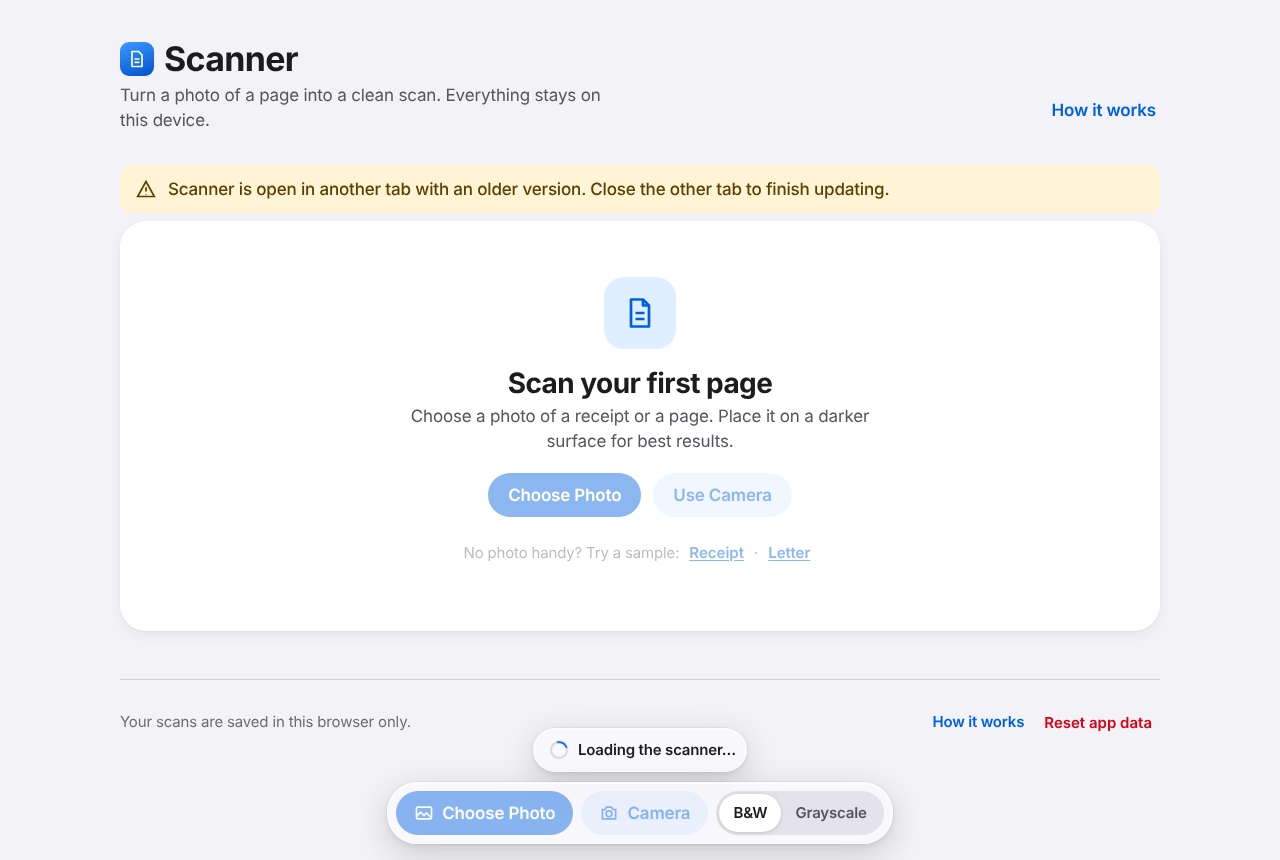 Scanner
Turn a photo of a page into a clean scan. Everything stays on
this device.
How it works
Scanner is open in another tab with an older version. Close the other tab to finish updating.
Scan your first page
Choose a photo of a receipt or a page. Place it on a darker
surface for best results.
Choose Photo Use Camera
No photo handy? Try a sample: Receipt · Letter
Your scans are saved in this browser only.
How it works Reset app data
Loading the scanner...
Choose Photo Camera B&W Grayscale